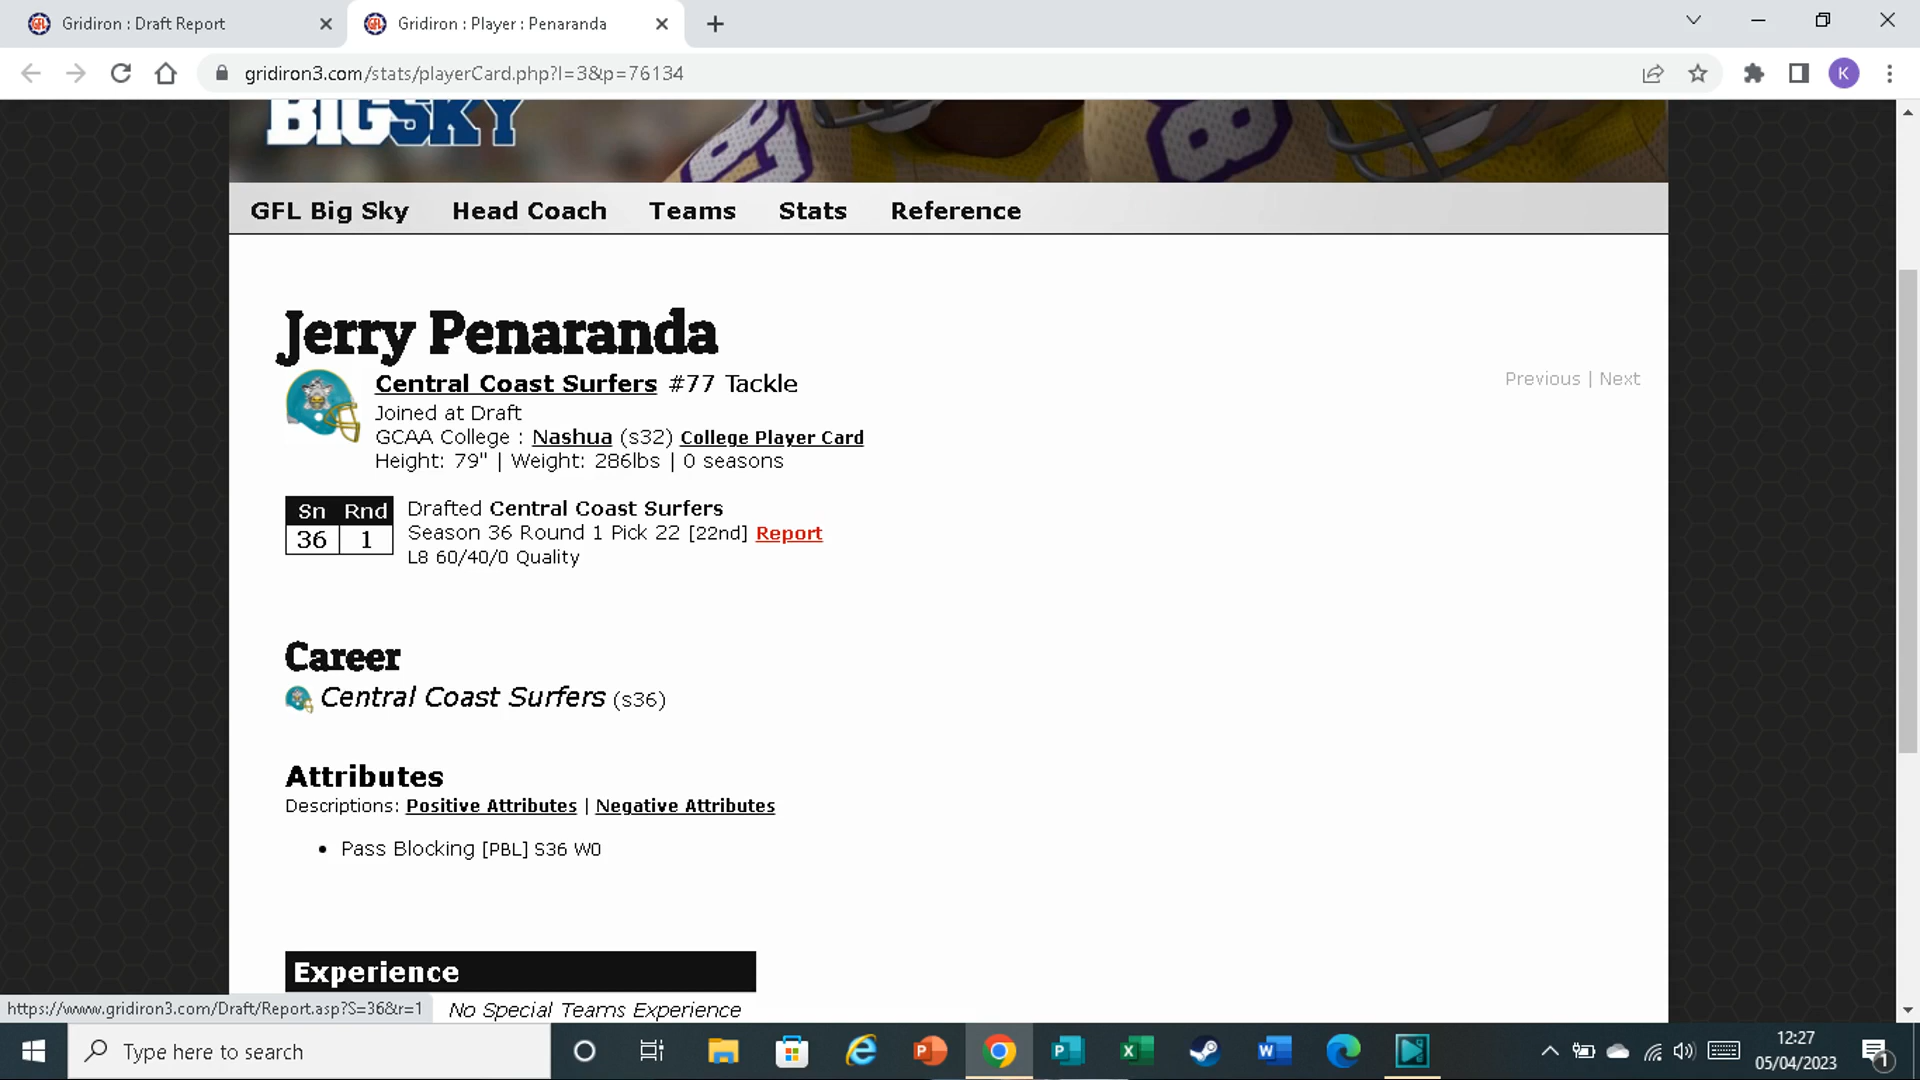 Gridiron : Draft Report
Gridiron : Player : Penaranda
gridiron3.com/stats/playerCard.php?l=3&p=76134
K
BIGSKY
GFL Big Sky Head Coach Teams Stats Reference
Jerry Penaranda
Central Coast Surfers #77 Tackle
Previous | Next
Joined at Draft
GCAA College : Nashua (s32) College Player Card
Height: 79" | Weight: 286lbs | 0 seasons
Sn Rnd
36 1
Drafted Central Coast Surfers
Season 36 Round 1 Pick 22 [22nd] Report
L8 60/40/0 Quality
Career
Central Coast Surfers (s36)
Attributes
Descriptions: Positive Attributes | Negative Attributes
• Pass Blocking [PBL] S36 W0
Experience
No Special Teams Experience
https://www.gridiron3.com/Draft/Report.asp?S=36&r=1
Type here to search
12:27
05/04/2023
1